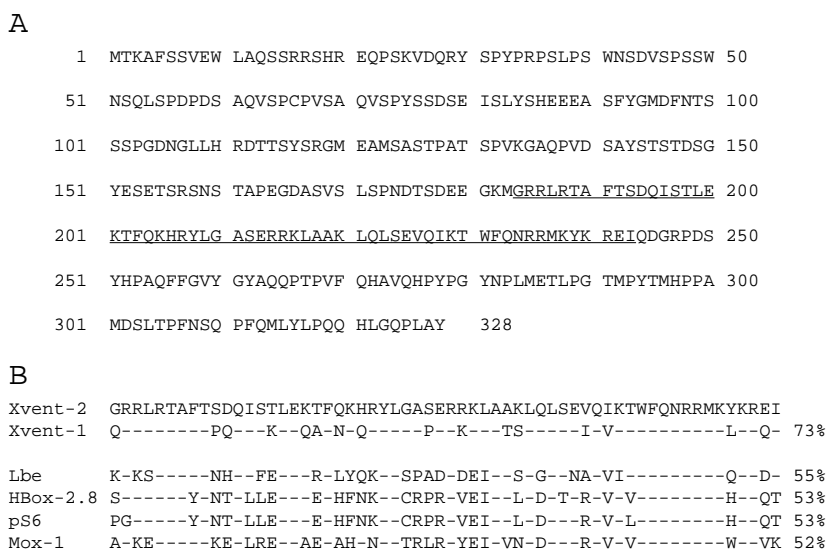 A
1 MTKAFSSVEW LAQSSRRSHR EQPSKVDQRY SPYPRPSLPS WNSDVSPSSW 50
51 NSQLSPDPDS AQVSPCPVSA QVSPYSSDSE ISLYSHEEEA SFYGMDFNTS 100
101 SSPGDNGLLH RDTTSYSRGM EAMSASTPAT SPVKGAQPVD SAYSTSTDSG 150
151 YESETSRSNS TAPEGDASVS LSPNDTSDEE GKMGRRLRTA FTSDQISTLE 200
201 KTFQKHRYLG ASERRKLAAK LQLSEVQIKT WFQNRRMKYK REIQDGRPDS 250
251 YHPAQFFGVY GYAQQPTPVF QHAVQHPYPG YNPLMETLPG TMPYTMHPPA 300
301 MDSLTPFNSQ PFQMLYLPQQ HLGQPLAY 328
B
Xvent-2 GRRLRTAFTSDQISTLEKTFQKHRYLGASERRKLAAKLQLSEVQIKTWFQNRRMKYKREI
Xvent-1 Q--------PQ---K--QA-N-Q-----P--K---TS-----I-V----------L--Q- 73%
Lbe K-KS-----NH--FE---R-LYQK--SPAD-DEI--S-G--NA-VI---------Q--D- 55%
HBox-2.8 S------Y-NT-LLE---E-HFNK--CRPR-VEI--L-D-T-R-V-V--------H--QT 53%
pS6 PG-----Y-NT-LLE---E-HFNK--CRPR-VEI--L-D---R-V-L--------H--QT 53%
Mox-1 A-KE-----KE-LRE--AE-AH-N--TRLR-YEI-VN-D---R-V-V--------W--VK 52%